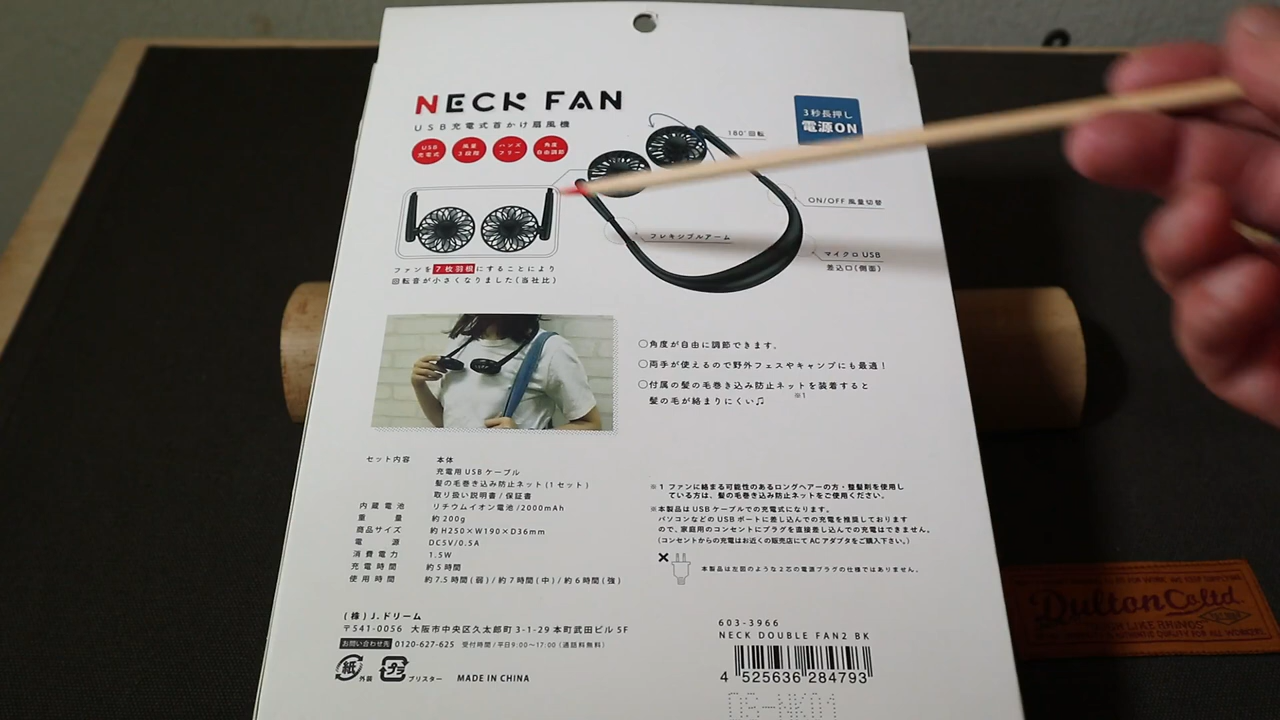 NECK FAN
USB充電式首かけ扇風機
USB
充電式
風量
3段階
ハンズ
フリー
角度
自由調節
3秒長押し
電源ON
180°回転
ON/OFF 風量切替
フレキシブルアーム
マイクロUSB
差込口(側面)
ファンを7枚羽根にすることにより
回転音が小さくなりました(当社比)
○角度が自由に調節できます。
○両手が使えるので野外フェスやキャンプにも最適!
○付属の髪の毛巻き込み防止ネットを装着すると
髪の毛が絡まりにくい♫ ※1
セット内容 本体
充電用USBケーブル
髪の毛巻き込み防止ネット(1セット)
取り扱い説明書/保証書
内蔵電池 リチウムイオン電池/2000mAh
重量 約200g
商品サイズ 約H250×W190×D36mm
電源 DC5V/0.5A
消費電力 1.5W
充電時間 約5時間
使用時間 約7.5時間(弱)/約7時間(中)/約6時間(強)
※1 ファンに絡まる可能性のあるロングヘアーの方・整髪剤を使用し
ている方は、髪の毛巻き込み防止ネットをご使用ください。
※本製品はUSBケーブルでの充電式になります。
パソコンなどのUSBポートに差し込んでの充電を推奨しております
ので、家庭用のコンセントにプラグを直接差し込んでの充電はできません。
(コンセントからの充電はお近くの販売店にてACアダプタをご購入下さい。)
本製品は左図のような2芯の電源プラグの仕様ではありません。
(株)J.ドリーム
〒541-0056 大阪市中央区久太郎町3-1-29本町武田ビル5F
お問い合わせ先 0120-627-625 受付時間/平日9:00〜17:00(通話料無料)
紙 外装 プラ ブリスター MADE IN CHINA
603-3966
NECK DOUBLE FAN2 BK
4 525636 284793
Dulton Co ltd.